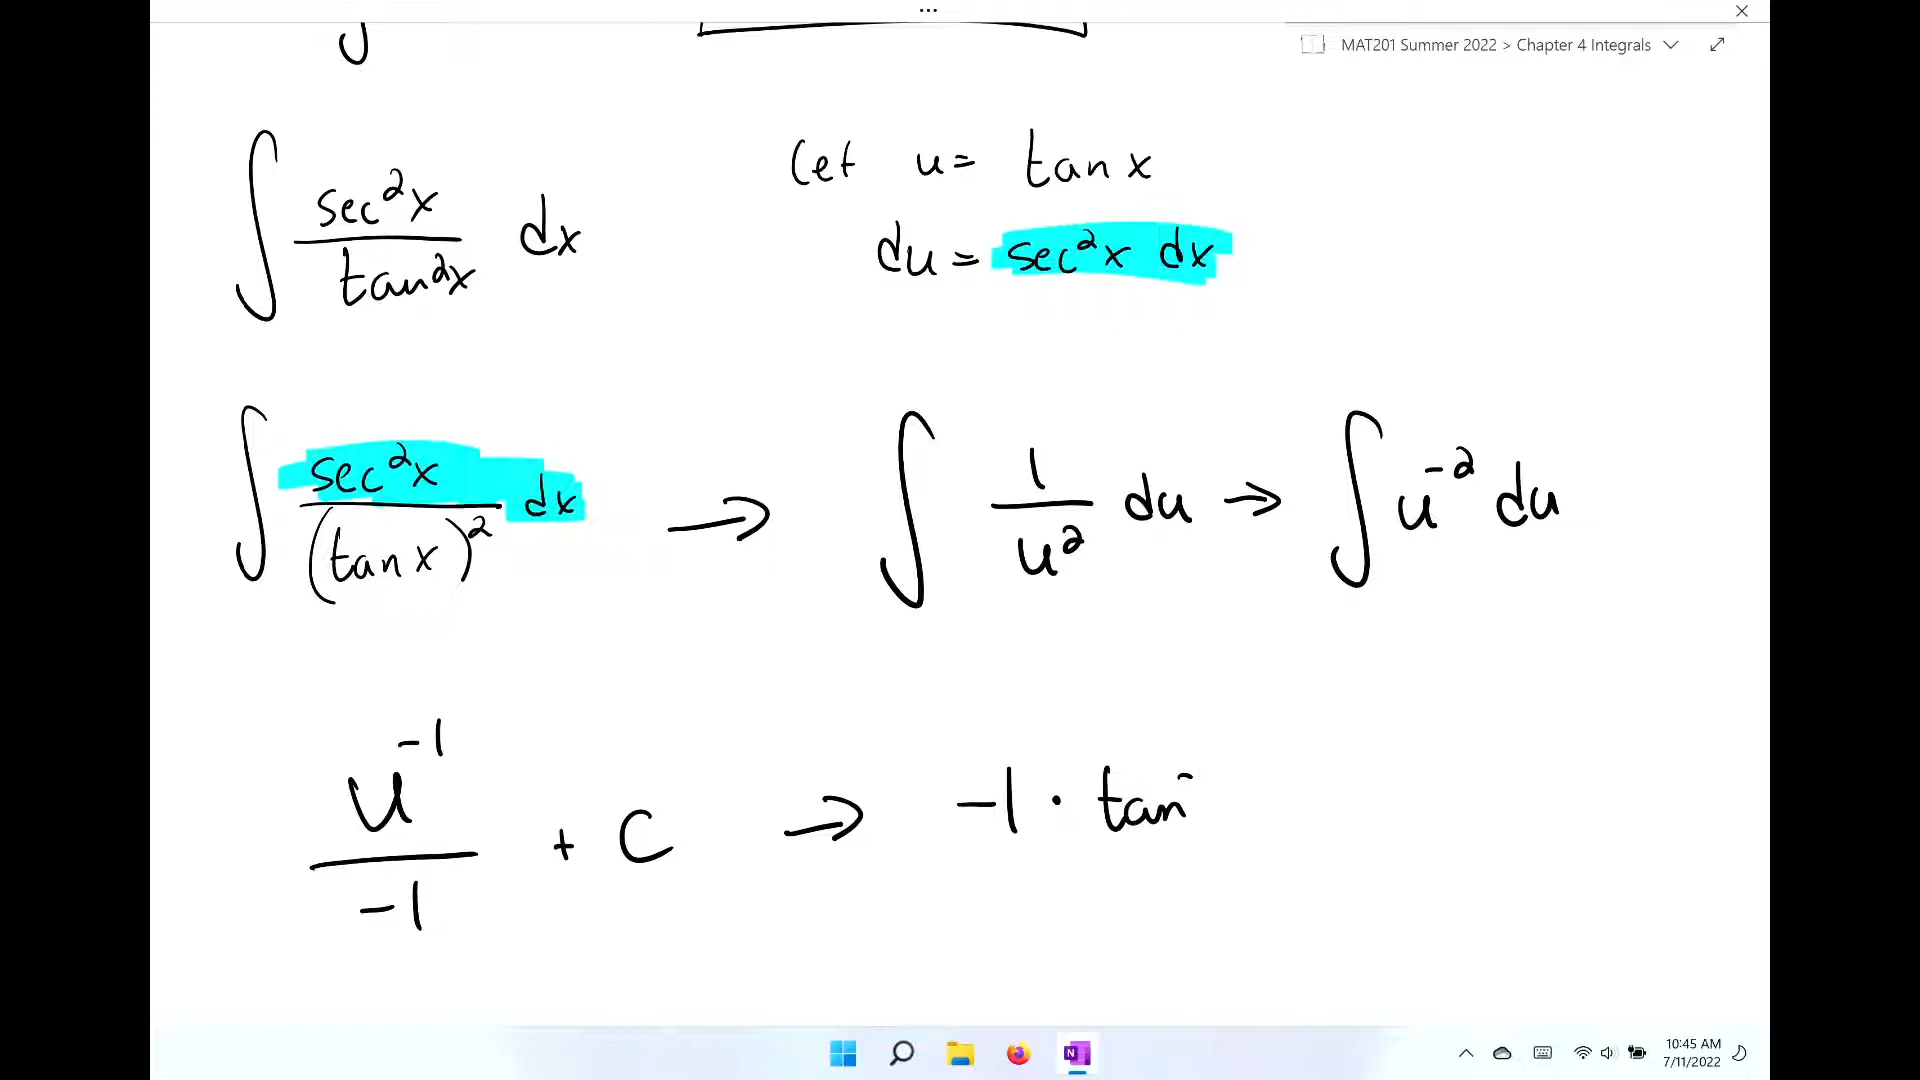 ...
MAT201 Summer 2022 > Chapter 4 Integrals
∫ sec²x / tan²x dx
Let u = tan x
du = sec²x dx
∫ sec²x / (tan x)² dx → ∫ 1/u² du → ∫ u⁻² du
u⁻¹ / -1 + C → -1 · tan⁻
10:45 AM
7/11/2022